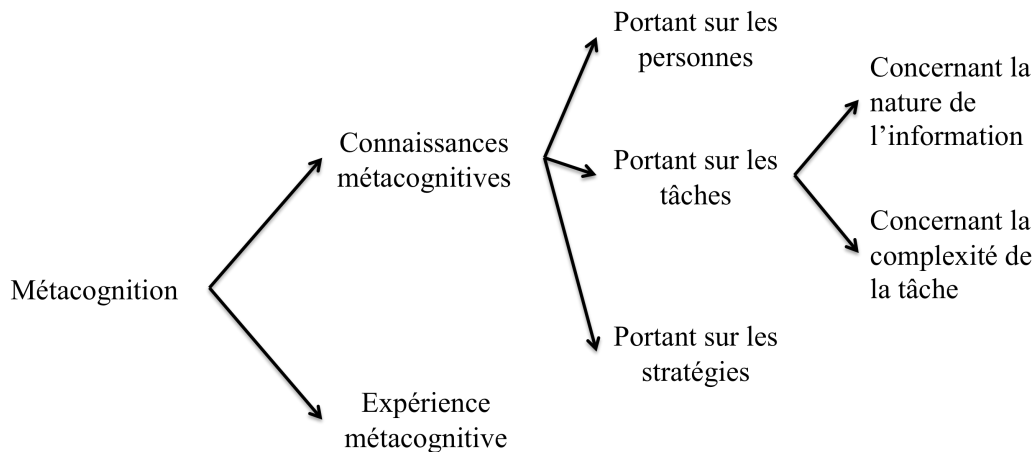 Métacognition
Connaissances
métacognitives
Expérience
métacognitive
Portant sur les
personnes
Portant sur les
tâches
Portant sur les
stratégies
Concernant la
nature de
l’information
Concernant la
complexité de
la tâche